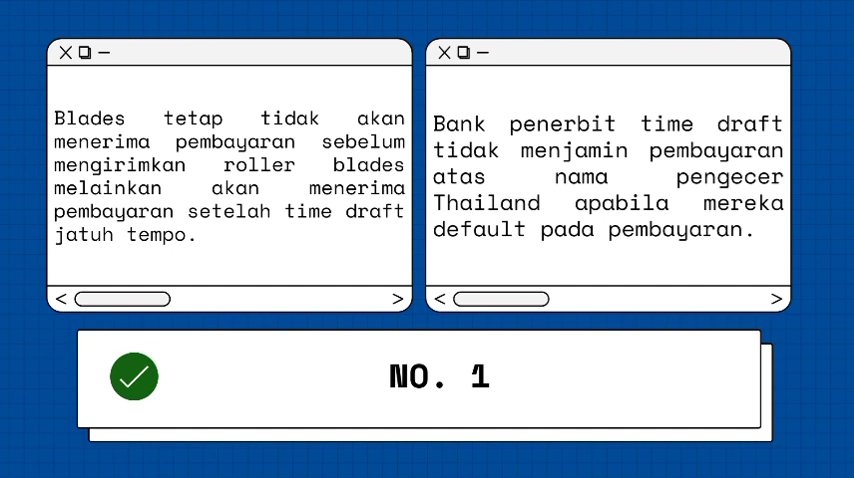 Blades tetap tidak akan
menerima pembayaran sebelum
mengirimkan roller blades
melainkan akan menerima
pembayaran setelah time draft
jatuh tempo.
Bank penerbit time draft
tidak menjamin pembayaran
atas nama pengecer
Thailand apabila mereka
default pada pembayaran.
NO. 1